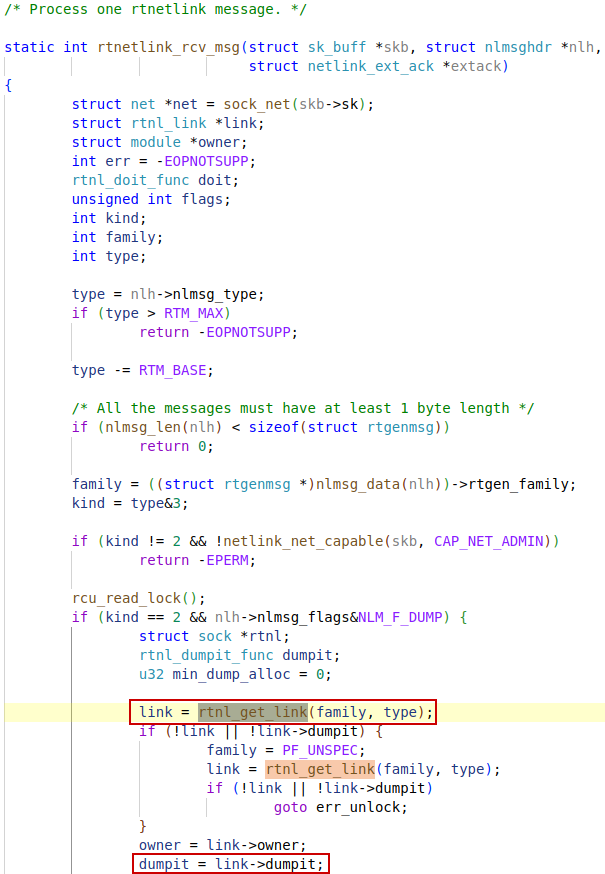 /* Process one rtnetlink message. */

static int rtnetlink_rcv_msg(struct sk_buff *skb, struct nlmsghdr *nlh,
                             struct netlink_ext_ack *extack)
{
        struct net *net = sock_net(skb->sk);
        struct rtnl_link *link;
        struct module *owner;
        int err = -EOPNOTSUPP;
        rtnl_doit_func doit;
        unsigned int flags;
        int kind;
        int family;
        int type;

        type = nlh->nlmsg_type;
        if (type > RTM_MAX)
                return -EOPNOTSUPP;

        type -= RTM_BASE;

        /* All the messages must have at least 1 byte length */
        if (nlmsg_len(nlh) < sizeof(struct rtgenmsg))
                return 0;

        family = ((struct rtgenmsg *)nlmsg_data(nlh))->rtgen_family;
        kind = type&3;

        if (kind != 2 && !netlink_net_capable(skb, CAP_NET_ADMIN))
                return -EPERM;

        rcu_read_lock();
        if (kind == 2 && nlh->nlmsg_flags&NLM_F_DUMP) {
                struct sock *rtnl;
                rtnl_dumpit_func dumpit;
                u32 min_dump_alloc = 0;

                link = rtnl_get_link(family, type);
                if (!link || !link->dumpit) {
                        family = PF_UNSPEC;
                        link = rtnl_get_link(family, type);
                        if (!link || !link->dumpit)
                                goto err_unlock;
                }
                owner = link->owner;
                dumpit = link->dumpit;